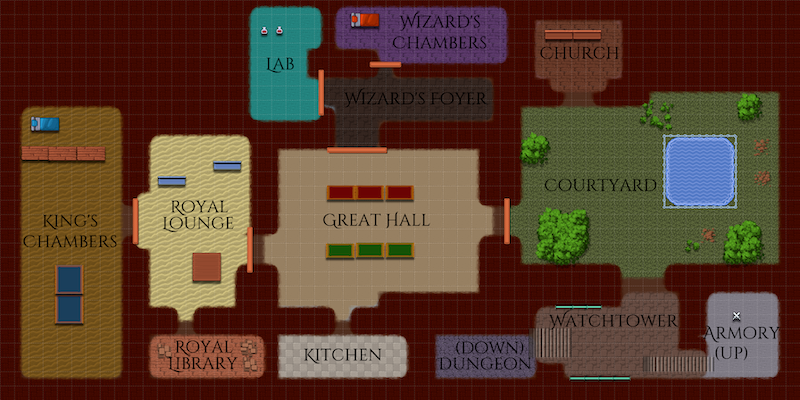 WIZARD'S
CHAMBERS
LAB
CHURCH
WIZARD'S FOYER
COURTYARD
KING'S
CHAMBERS
ROYAL
LOUNGE
GREAT HALL
WATCHTOWER
ARMORY
(UP)
ROYAL
LIBRARY
KITCHEN
(DOWN)
DUNGEON